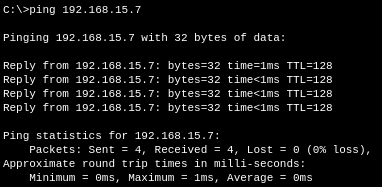 C:\>ping 192.168.15.7
Pinging 192.168.15.7 with 32 bytes of data:
Reply from 192.168.15.7: bytes=32 time=1ms TTL=128
Reply from 192.168.15.7: bytes=32 time<1ms TTL=128
Reply from 192.168.15.7: bytes=32 time<1ms TTL=128
Reply from 192.168.15.7: bytes=32 time<1ms TTL=128
Ping statistics for 192.168.15.7:
    Packets: Sent = 4, Received = 4, Lost = 0 (0% loss),
Approximate round trip times in milli-seconds:
    Minimum = 0ms, Maximum = 1ms, Average = 0ms